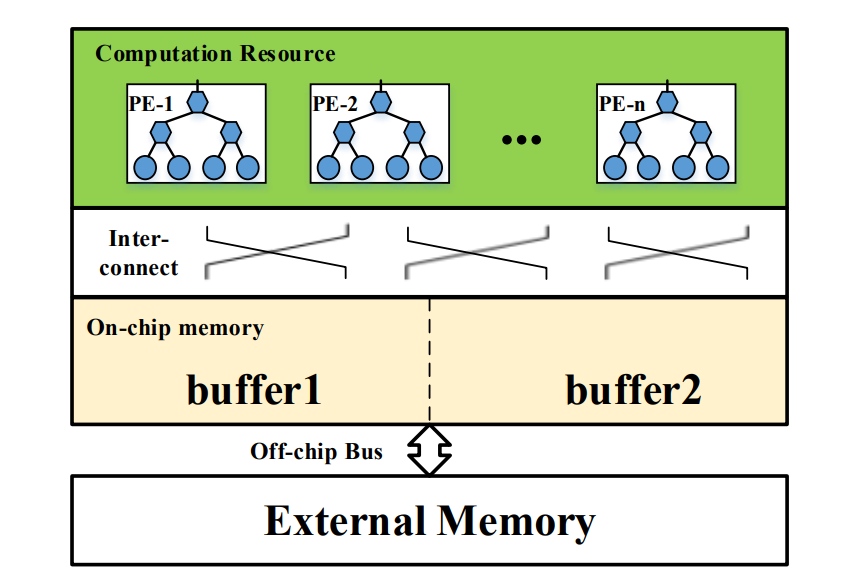 Computation Resource
PE-1
PE-2
PE-n
Inter-
connect
On-chip memory
buffer1
buffer2
Off-chip Bus
External Memory